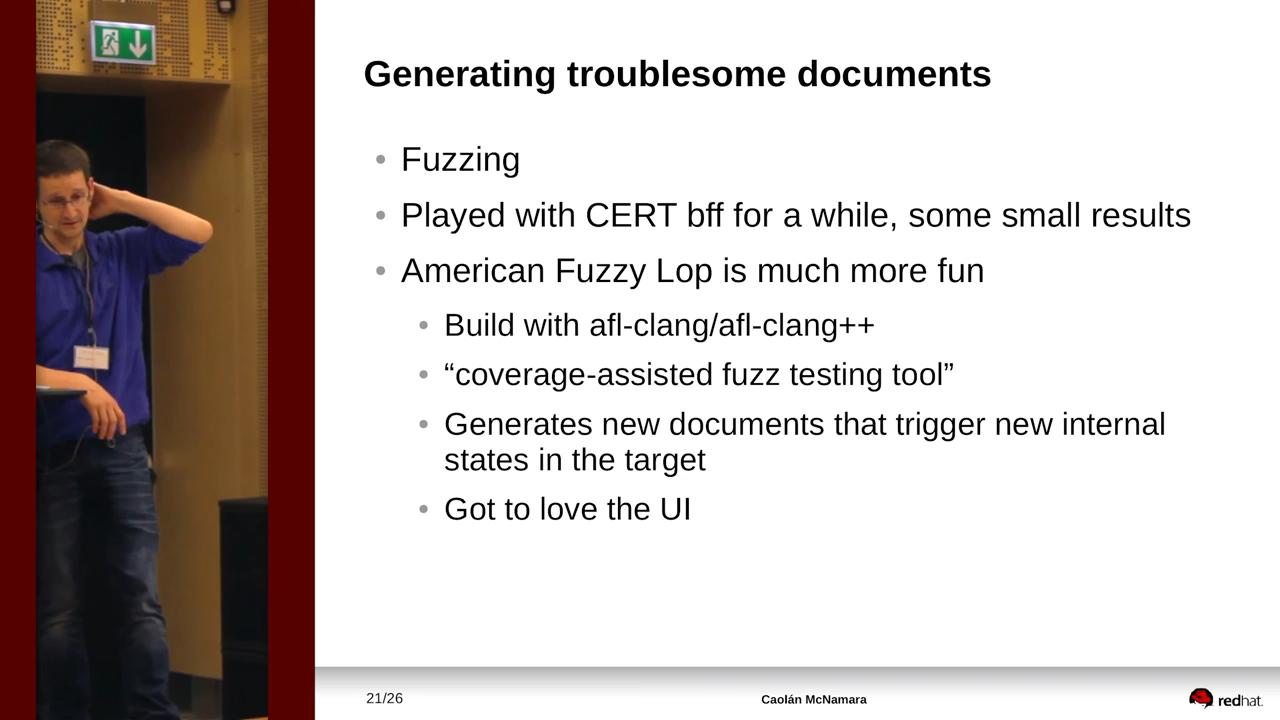 Generating troublesome documents
Fuzzing
Played with CERT bff for a while, some small results
American Fuzzy Lop is much more fun
Build with afl-clang/afl-clang++
“coverage-assisted fuzz testing tool”
Generates new documents that trigger new internal
states in the target
Got to love the UI
21/26
Caolán McNamara
redhat.